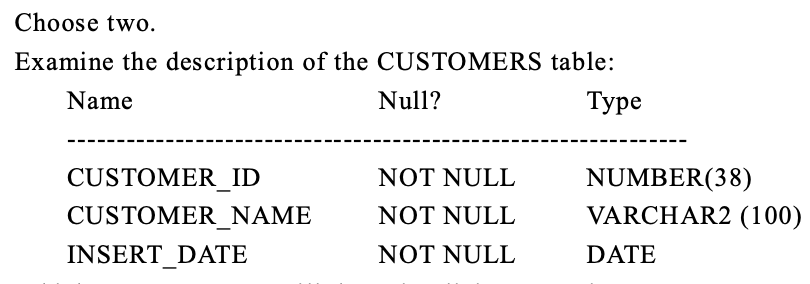 Choose two.
Examine the description of the CUSTOMERS table:
Name Null? Type
---------------------------------------------------------------
CUSTOMER_ID NOT NULL NUMBER(38)
CUSTOMER_NAME NOT NULL VARCHAR2 (100)
INSERT_DATE NOT NULL DATE